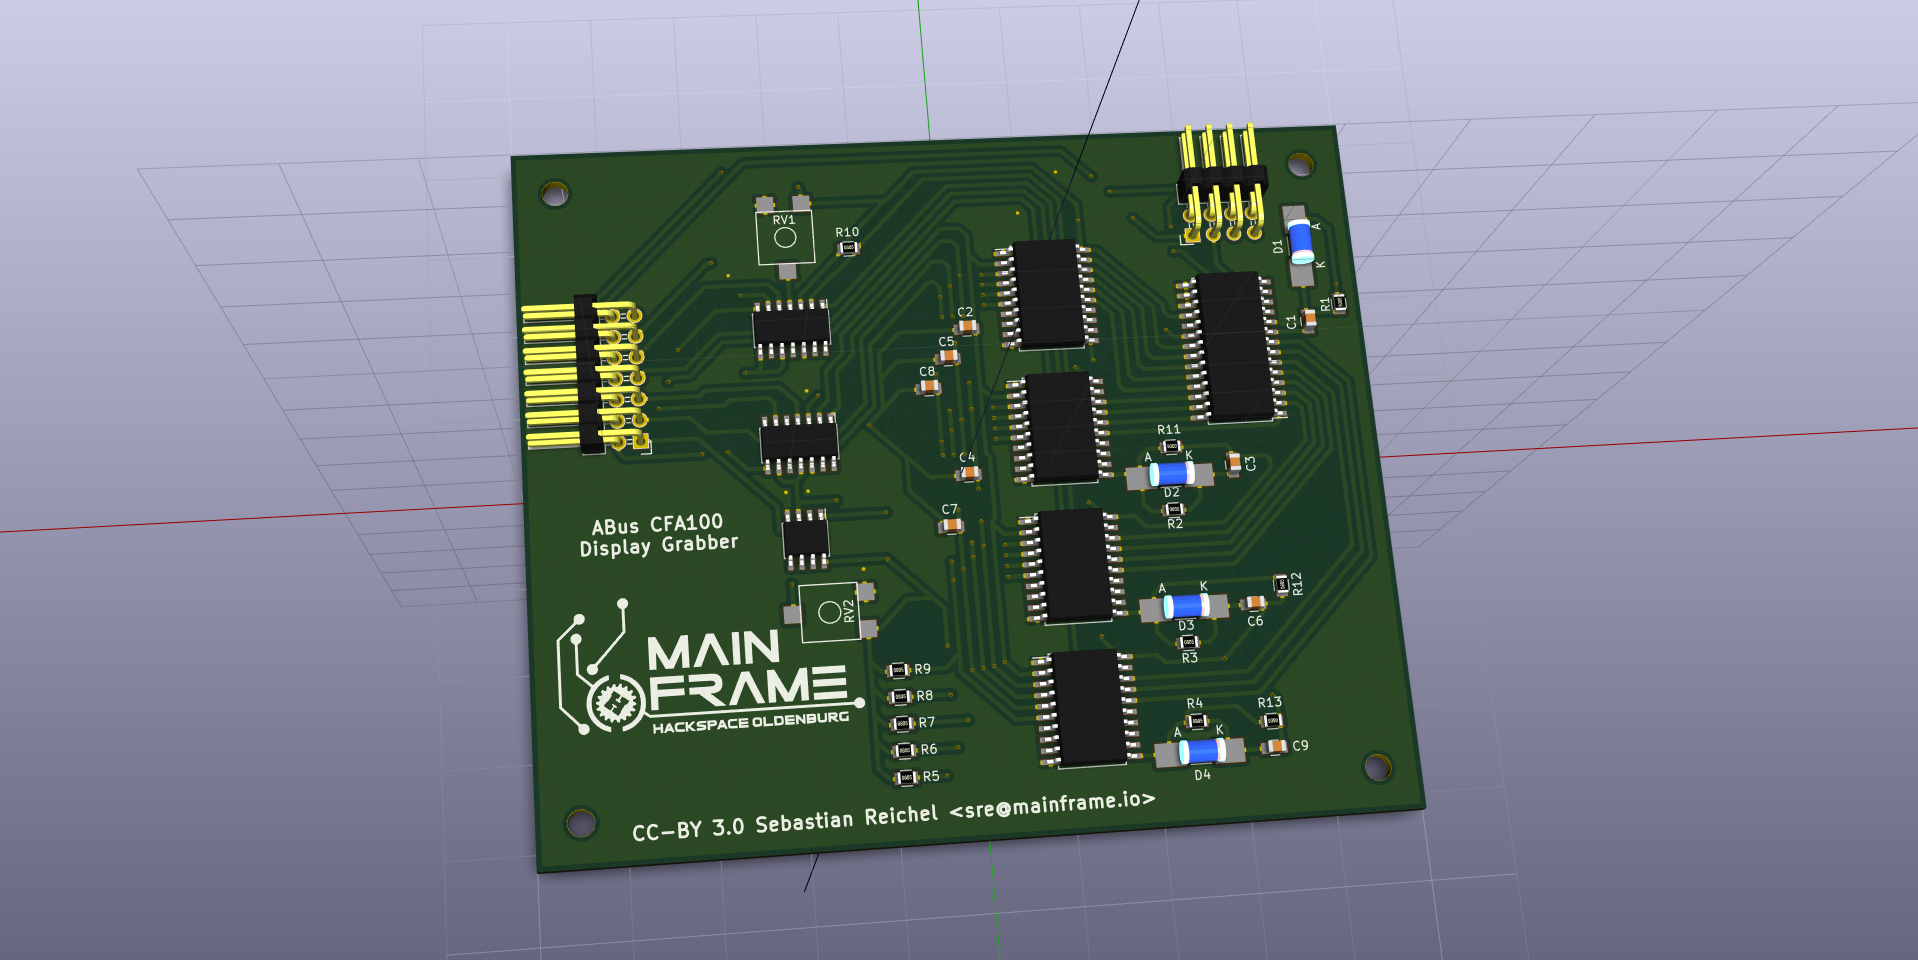 RV1
R10
D1
A
K
R1
C1
C2
C5
C8
R11
A
K
C3
D2
C4
R2
C7
ABus CFA100
Display Grabber
A
K
R12
RV2
D3
C6
R3
MAIN
FRAME
HACKSPACE OLDENBURG
R9
R8
R7
R6
R5
R4
R13
A
K
C9
D4
CC-BY 3.0 Sebastian Reichel <sre@mainframe.io>